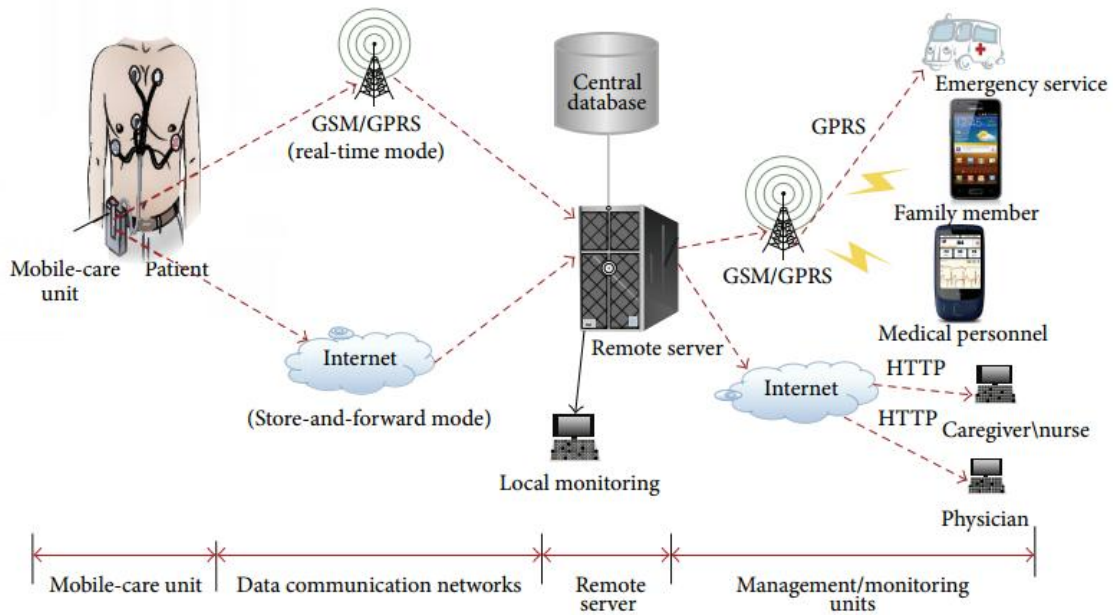 Central
database
GSM/GPRS
(real-time mode)
Emergency service
GPRS
Family member
GSM/GPRS
Mobile-care
unit
Patient
Medical personnel
Remote server
Internet
(Store-and-forward mode)
Internet
HTTP
HTTP
Caregiver\nurse
Local monitoring
Physician
Mobile-care unit
Data communication networks
Remote
server
Management/monitoring
units